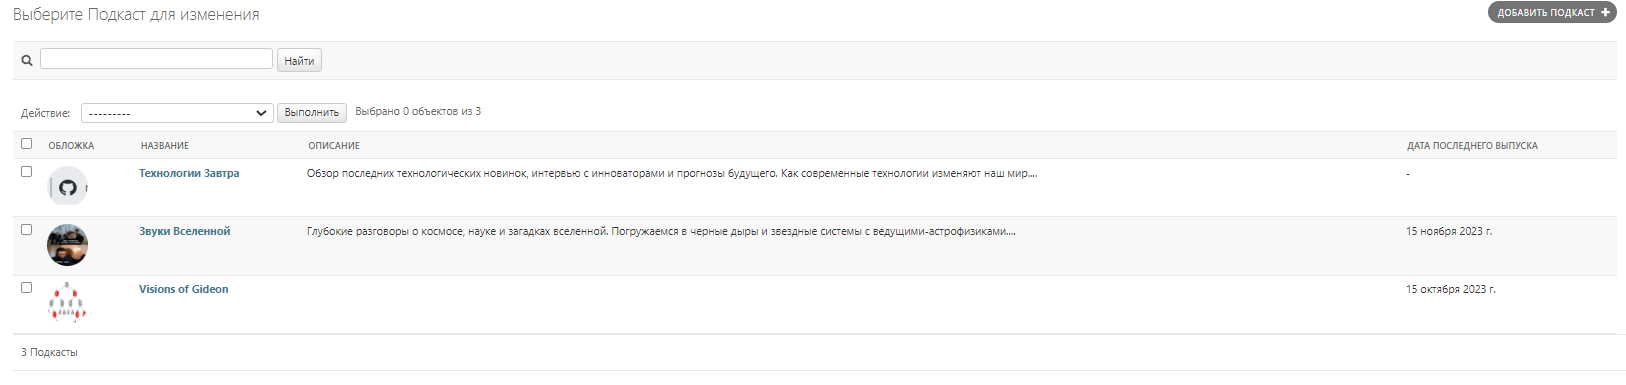 Выберите Подкаст для изменения
ДОБАВИТЬ ПОДКАСТ +
Найти
Действие: --------- Выполнить Выбрано 0 объектов из 3
ОБЛОЖКА НАЗВАНИЕ ОПИСАНИЕ ДАТА ПОСЛЕДНЕГО ВЫПУСКА
Технологии Завтра Обзор последних технологических новинок, интервью с инноваторами и прогнозы будущего. Как современные технологии изменяют наш мир.... -
Звуки Вселенной Глубокие разговоры о космосе, науке и загадках вселенной. Погружаемся в черные дыры и звездные системы с ведущими-астрофизиками.... 15 ноября 2023 г.
Visions of Gideon 15 октября 2023 г.
3 Подкасты